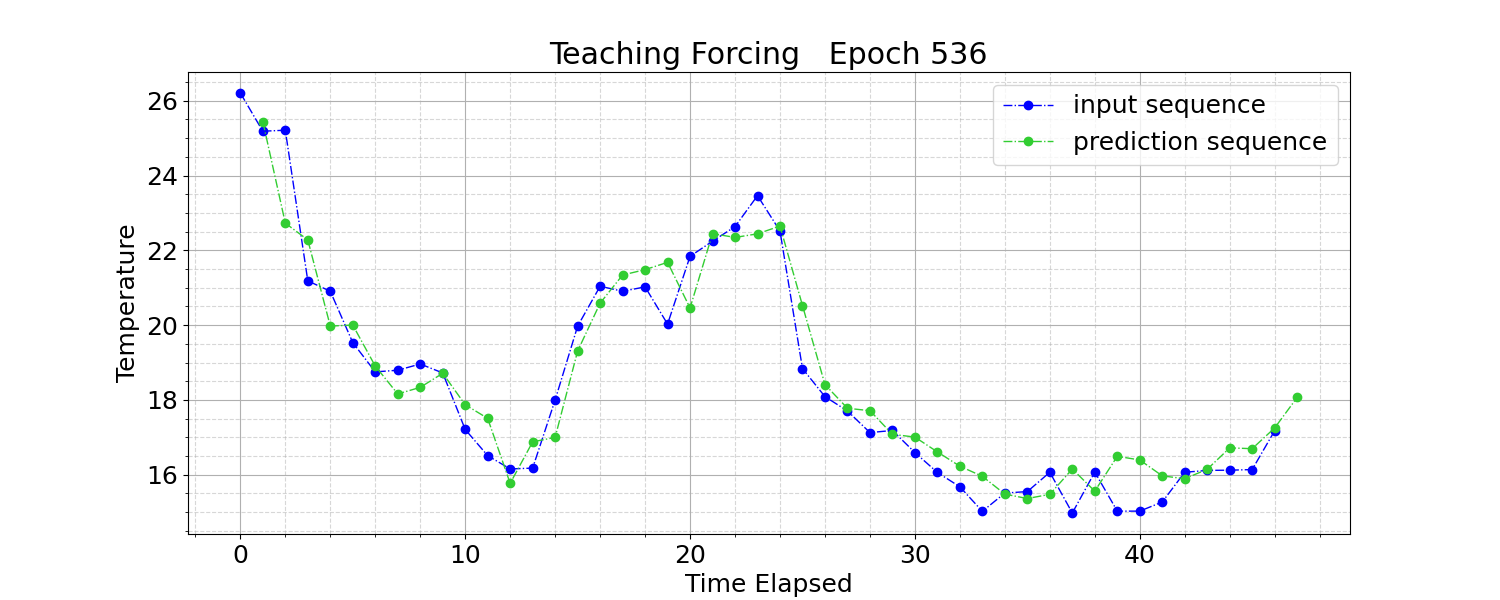 Teaching Forcing   Epoch 536
input sequence
prediction sequence
Temperature
26
24
22
20
18
16
0 10 20 30 40
Time Elapsed